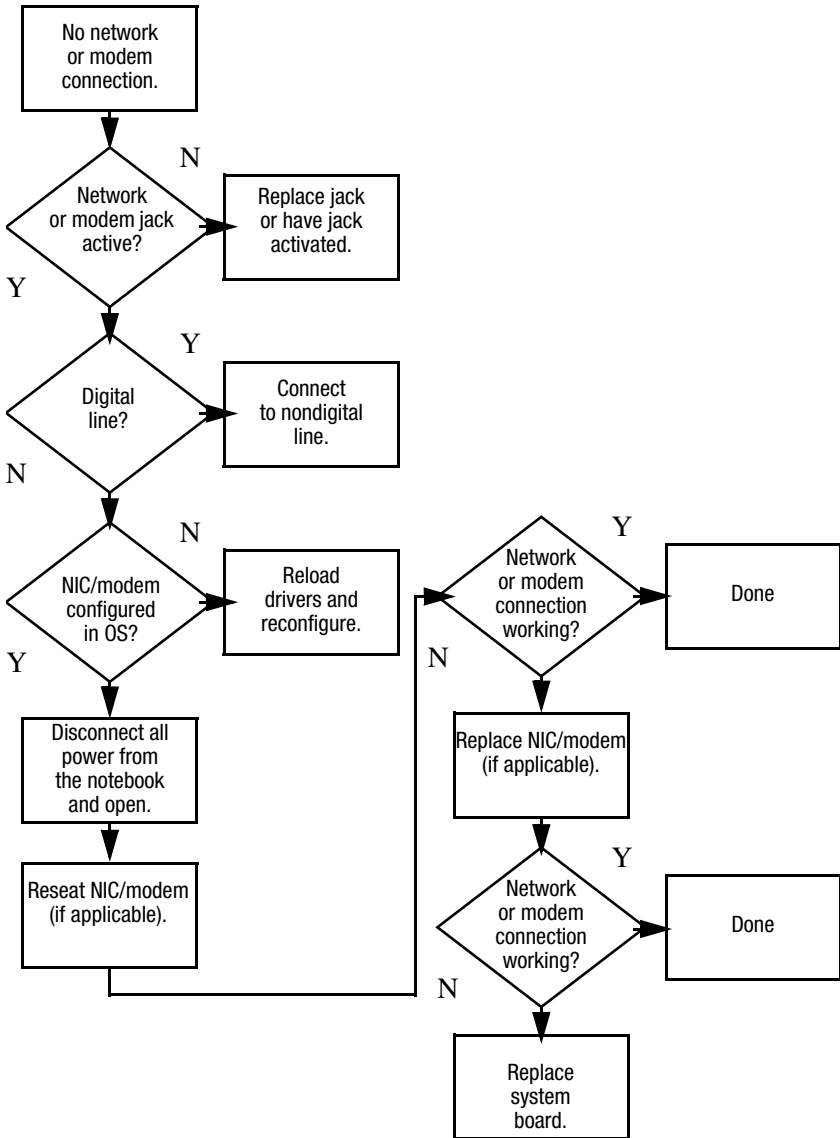 No network
or modem
connection.
N
Network
or modem jack
active?
Replace jack
or have jack
activated.
Y
Y
Digital
line?
Connect
to nondigital
line.
N
N
NIC/modem
configured
in OS?
Reload
drivers and
reconfigure.
Y
Disconnect all
power from
the notebook
and open.
Reseat NIC/modem
(if applicable).
Y
Network
or modem
connection
working?
Done
N
Replace NIC/modem
(if applicable).
Y
Network
or modem
connection
working?
Done
N
Replace
system
board.